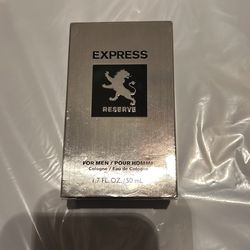 EXPRESS
RESERVE
FOR MEN / POUR HOMME
Cologne / Eau de Cologne
1.7 FL. OZ. / 50 mL